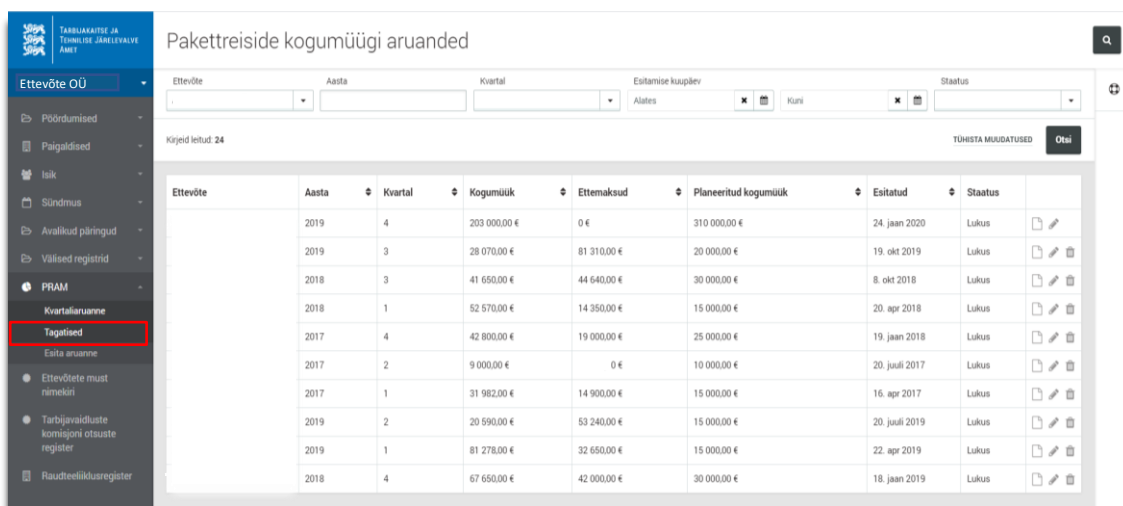 TARBIJAKAITSE JA
TEHNILISE JÄRELEVALVE
AMET
Pakettreiside kogumüügi aruanded
Ettevõte OÜ
Pöördumised
Paigaldised
Isik
Sündmus
Avalikud päringud
Välised registrid
PRAM
Kvartaliaruanne
Tagatised
Esita aruanne
Ettevõtete must
nimekiri
Tarbijavaidluste
komisjoni otsuste
register
Raudteeliiklusregister
Ettevõte Aasta Kvartal Esitamise kuupäev Staatus
Alates Kuni
Kirjeid leitud: 24 TÜHISTA MUUDATUSED Otsi
Ettevõte Aasta Kvartal Kogumüük Ettemaksud Planeeritud kogumüük Esitatud Staatus
2019 4 203 000,00 € 0 € 310 000,00 € 24. jaan 2020 Lukus
2019 3 28 070,00 € 81 310,00 € 20 000,00 € 19. okt 2019 Lukus
2018 3 41 650,00 € 44 640,00 € 30 000,00 € 8. okt 2018 Lukus
2018 1 52 570,00 € 14 350,00 € 15 000,00 € 20. apr 2018 Lukus
2017 4 42 800,00 € 19 000,00 € 25 000,00 € 19. jaan 2018 Lukus
2017 2 9 000,00 € 0 € 10 000,00 € 20. juuli 2017 Lukus
2017 1 31 982,00 € 14 900,00 € 15 000,00 € 16. apr 2017 Lukus
2019 2 20 590,00 € 53 240,00 € 15 000,00 € 20. juuli 2019 Lukus
2019 1 81 278,00 € 32 650,00 € 15 000,00 € 22. apr 2019 Lukus
2018 4 67 650,00 € 42 000,00 € 30 000,00 € 18. jaan 2019 Lukus